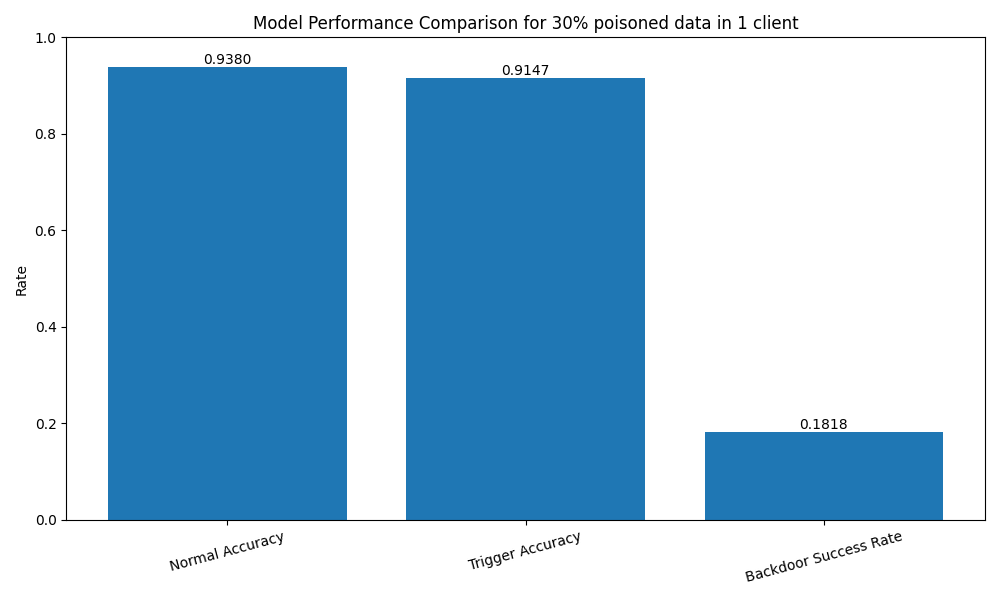 Model Performance Comparison for 30% poisoned data in 1 client
1.0
0.8
0.6
0.4
0.2
0.0
Rate
0.9380
0.9147
0.1818
Normal Accuracy
Trigger Accuracy
Backdoor Success Rate